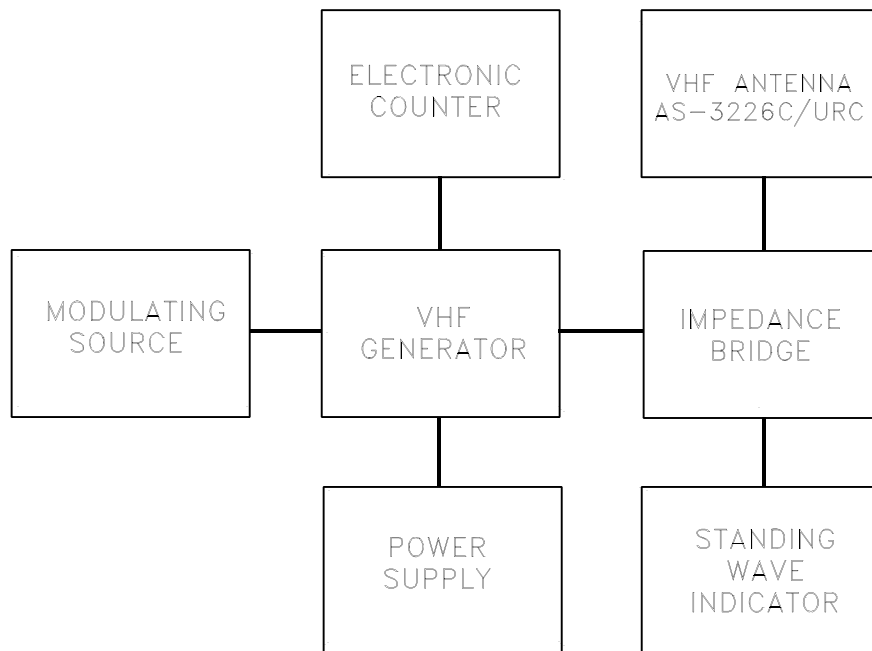 ELECTRONIC
COUNTER
VHF ANTENNA
AS-3226C/URC
MODULATING
SOURCE
VHF
GENERATOR
IMPEDANCE
BRIDGE
POWER
SUPPLY
STANDING
WAVE
INDICATOR